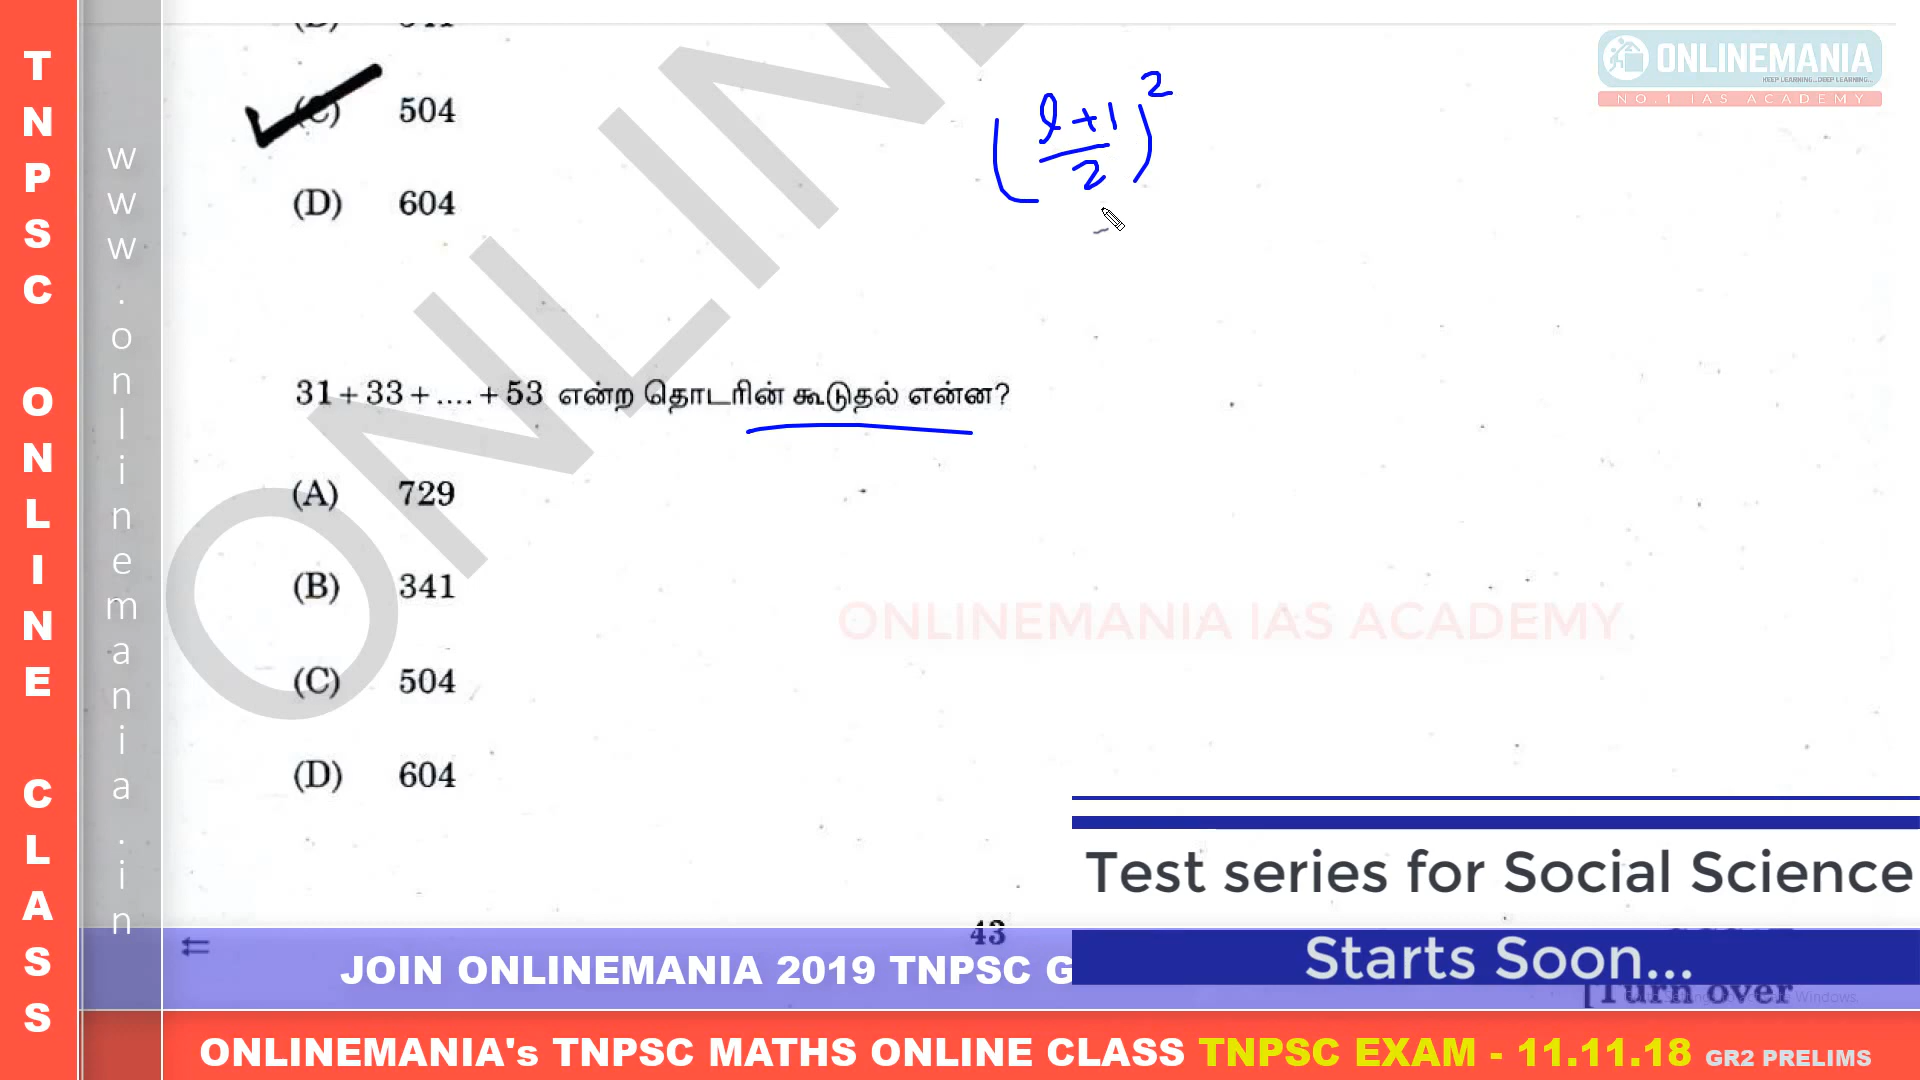 TNPSC ONLINE CLASS
www.onlinemania.in
ONLINEMANIA
NO.1 IAS ACADEMY
(C) 504
(D) 604
(l+1/2)²
31 + 33 + .... + 53 என்ற தொடரின் கூடுதல் என்ன?
(A) 729
(B) 341
(C) 504
(D) 604
ONLINEMANIA IAS ACADEMY
ONLINE
43
[Turn over
Test series for Social Science
Starts Soon...
JOIN ONLINEMANIA 2019 TNPSC G
ONLINEMANIA's TNPSC MATHS ONLINE CLASS TNPSC EXAM - 11.11.18 GR2 PRELIMS